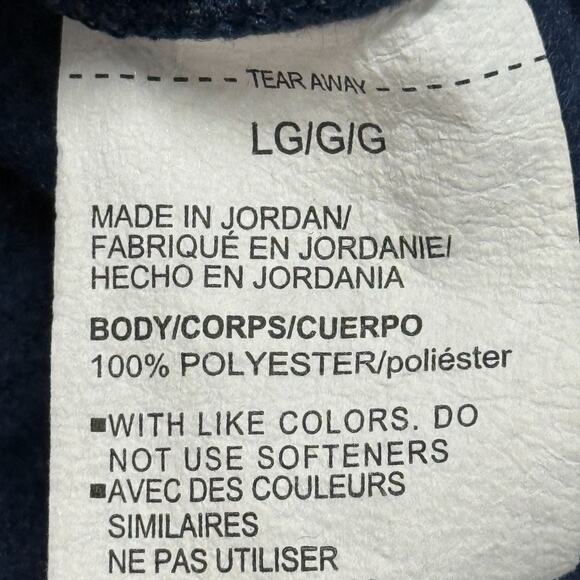 TEAR AWAY
LG/G/G
MADE IN JORDAN/
FABRIQUÉ EN JORDANIE/
HECHO EN JORDANIA
BODY/CORPS/CUERPO
100% POLYESTER/poliéster
▪WITH LIKE COLORS. DO
NOT USE SOFTENERS
▪AVEC DES COULEURS
SIMILAIRES
NE PAS UTILISER